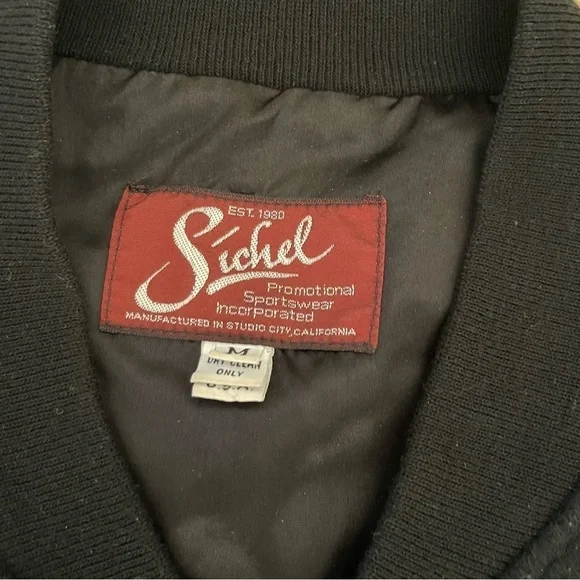 EST. 1980
Sichel
Promotional
Sportswear
Incorporated
MANUFACTURED IN STUDIO CITY, CALIFORNIA
M
DRY CLEAN
ONLY
U.S.A.